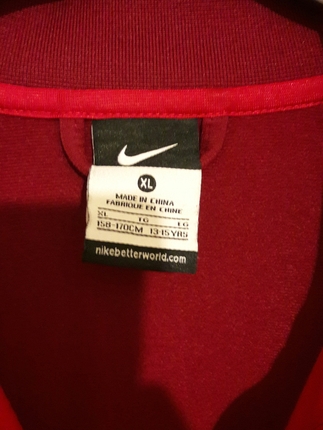 XL
MADE IN CHINA
FABRIQUE EN CHINE
XL TG EG
158-170CM 13-15YRS
nikebetterworld.com